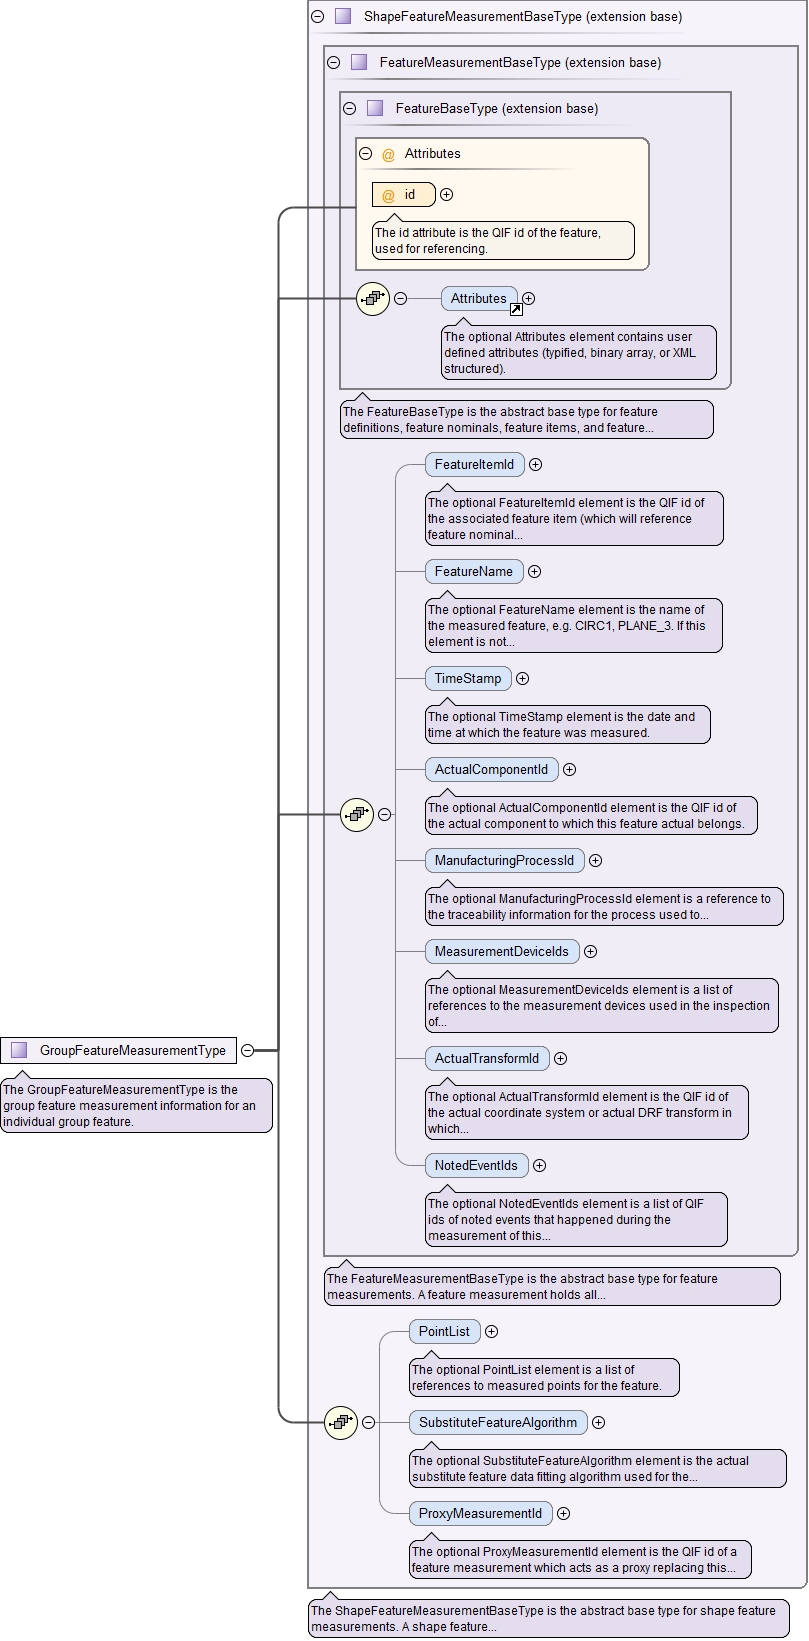 ShapeFeatureMeasurementBaseType (extension base)
FeatureMeasurementBaseType (extension base)
FeatureBaseType (extension base)
@ Attributes
@ id
The id attribute is the QIF id of the feature,
used for referencing.
Attributes
The optional Attributes element contains user
defined attributes (typified, binary array, or XML
structured).
The FeatureBaseType is the abstract base type for feature
definitions, feature nominals, feature items, and feature...
FeatureItemId
The optional FeatureItemId element is the QIF id of
the associated feature item (which will reference
feature nominal...
FeatureName
The optional FeatureName element is the name of
the measured feature, e.g. CIRC1, PLANE_3. If this
element is not...
TimeStamp
The optional TimeStamp element is the date and
time at which the feature was measured.
ActualComponentId
The optional ActualComponentId element is the QIF id of
the actual component to which this feature actual belongs.
ManufacturingProcessId
The optional ManufacturingProcessId element is a reference to
the traceability information for the process used to...
MeasurementDeviceIds
The optional MeasurementDeviceIds element is a list of
references to the measurement devices used in the inspection
of...
GroupFeatureMeasurementType
The GroupFeatureMeasurementType is the
group feature measurement information for an
individual group feature.
ActualTransformId
The optional ActualTransformId element is the QIF id of
the actual coordinate system or actual DRF transform in
which...
NotedEventIds
The optional NotedEventIds element is a list of QIF
ids of noted events that happened during the
measurement of this...
The FeatureMeasurementBaseType is the abstract base type for feature
measurements. A feature measurement holds all...
PointList
The optional PointList element is a list of
references to measured points for the feature.
SubstituteFeatureAlgorithm
The optional SubstituteFeatureAlgorithm element is the actual
substitute feature data fitting algorithm used for the...
ProxyMeasurementId
The optional ProxyMeasurementId element is the QIF id of a
feature measurement which acts as a proxy replacing this...
The ShapeFeatureMeasurementBaseType is the abstract base type for shape feature
measurements. A shape feature...